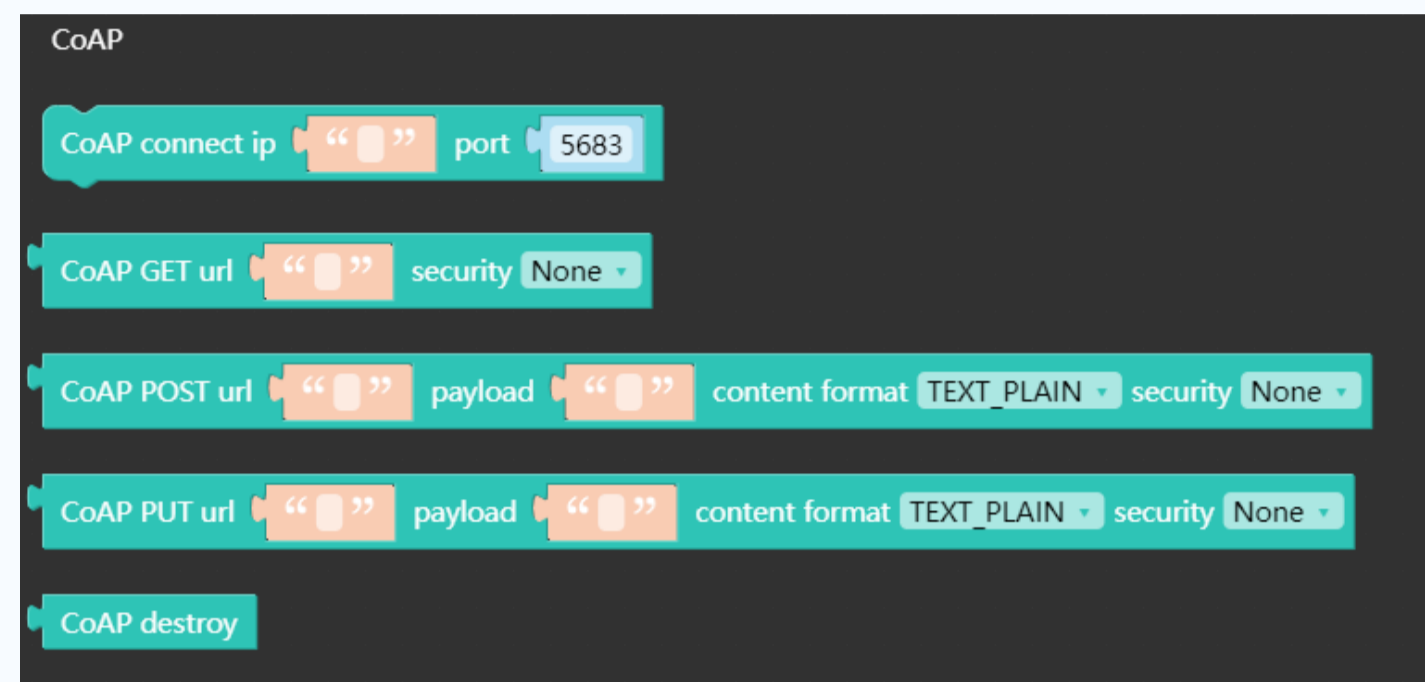 CoAP
CoAP connect ip “ ” port 5683
CoAP GET url “ ” security None
CoAP POST url “ ” payload “ ” content format TEXT_PLAIN security None
CoAP PUT url “ ” payload “ ” content format TEXT_PLAIN security None
CoAP destroy